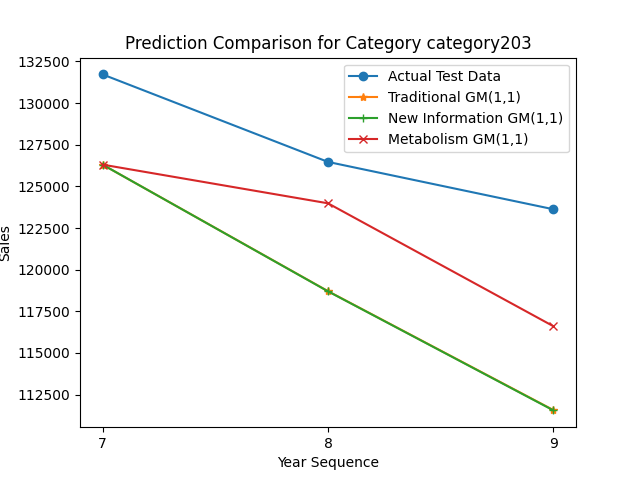 Prediction Comparison for Category category203
132500
130000
127500
125000
122500
120000
117500
115000
112500
Sales
Actual Test Data
Traditional GM(1,1)
New Information GM(1,1)
Metabolism GM(1,1)
7
8
9
Year Sequence